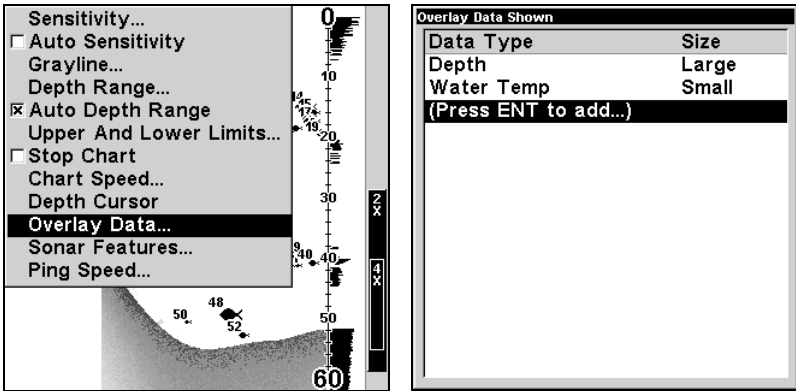 Sensitivity...
Auto Sensitivity
Grayline...
Depth Range...
Auto Depth Range
Upper And Lower Limits...
Stop Chart
Chart Speed...
Depth Cursor
Overlay Data...
Sonar Features...
Ping Speed...
0
10
15
17
19
20
30
40
40
48
50
52
50
60
2X
4X
Overlay Data Shown
Data Type Size
Depth Large
Water Temp Small
(Press ENT to add...)